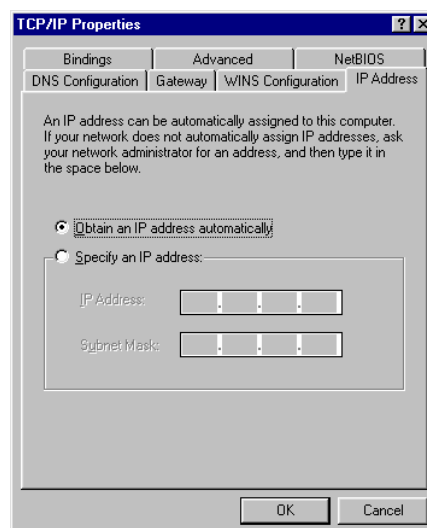 TCP/IP Properties
Bindings Advanced NetBIOS
DNS Configuration Gateway WINS Configuration IP Address
An IP address can be automatically assigned to this computer.
If your network does not automatically assign IP addresses, ask
your network administrator for an address, and then type it in
the space below.
Obtain an IP address automatically
Specify an IP address:
IP Address:
Subnet Mask:
OK Cancel